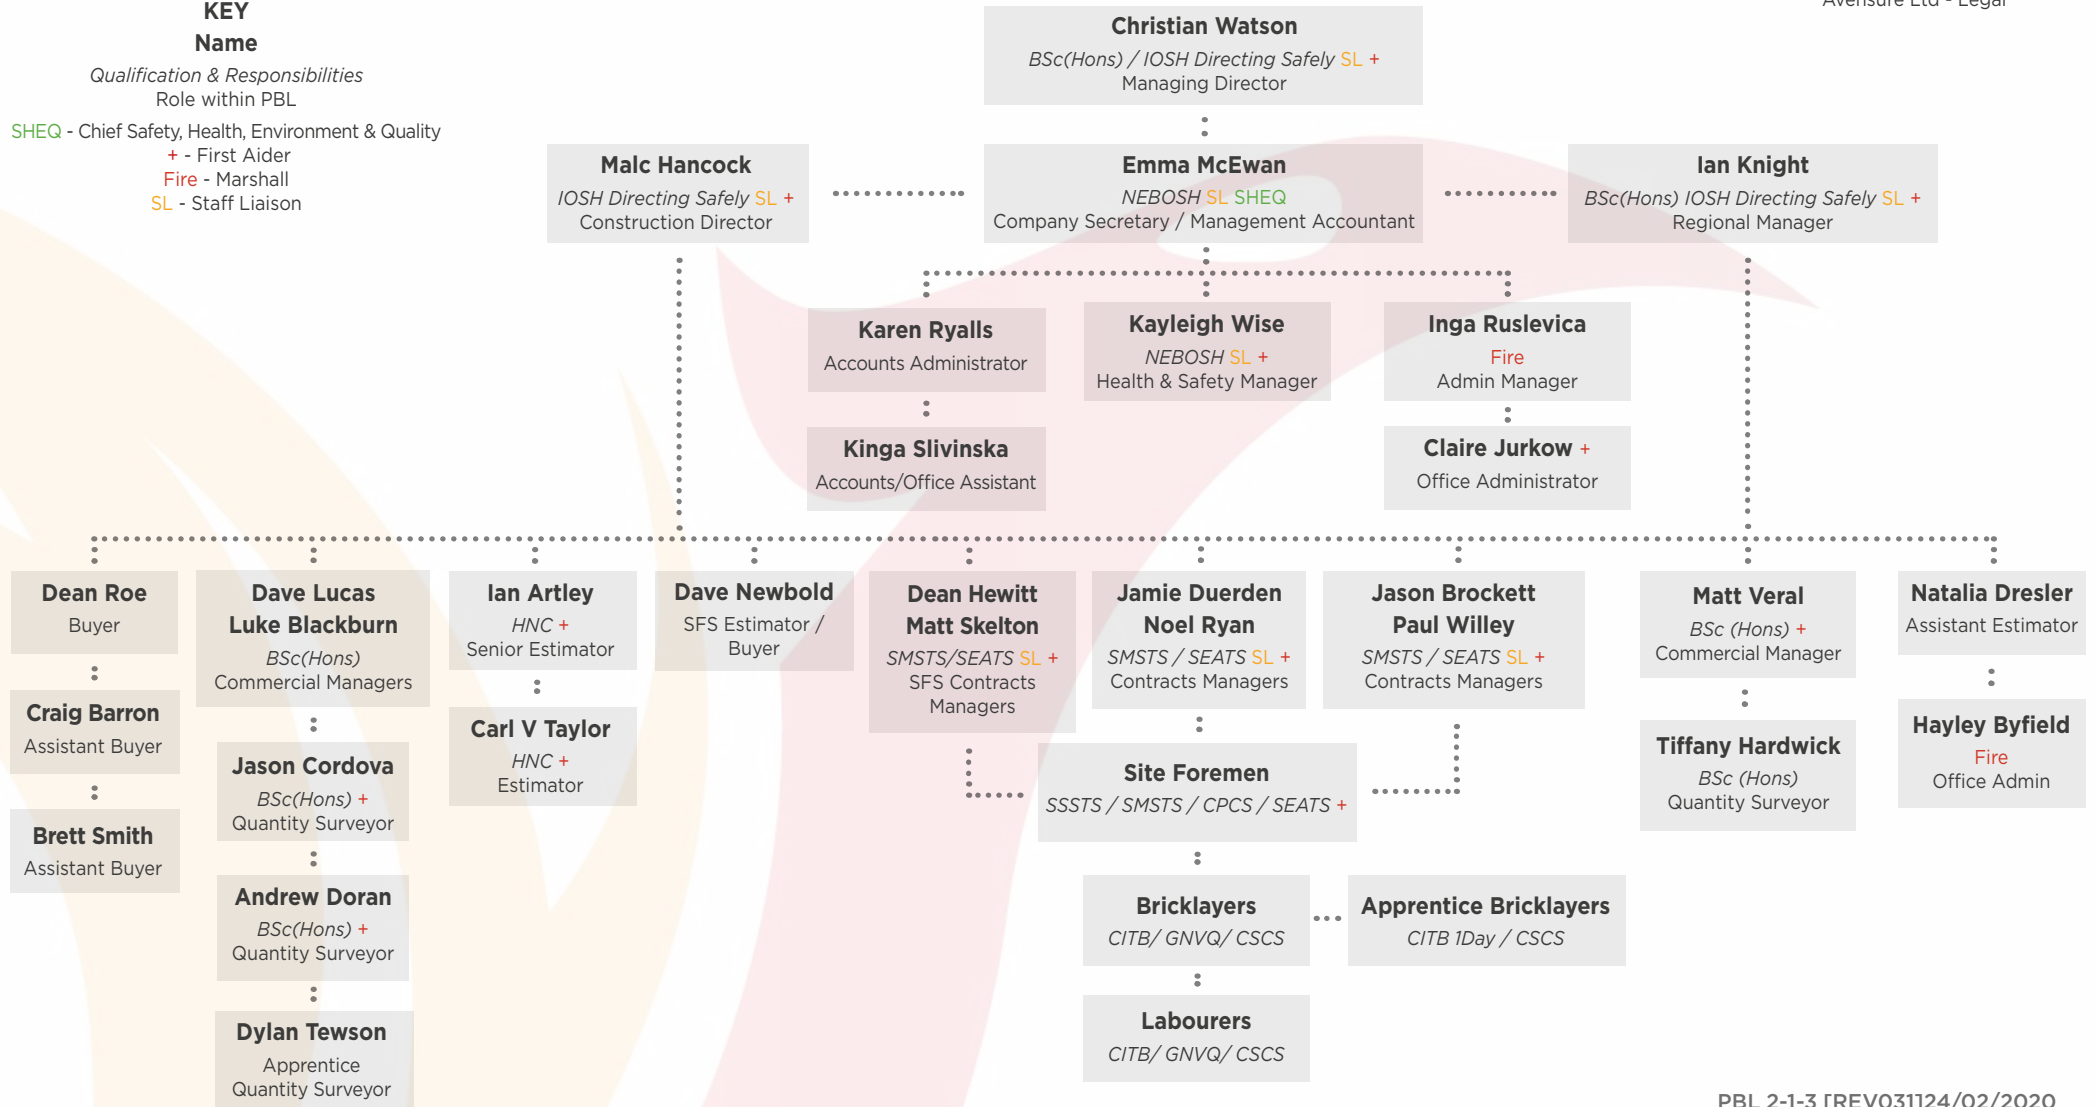 KEY
Name
Qualification & Responsibilities
Role within PBL
SHEQ - Chief Safety, Health, Environment & Quality
+ - First Aider
Fire - Marshall
SL - Staff Liaison
Avensure Ltd - Legal
Christian Watson
BSc(Hons) / IOSH Directing Safely SL +
Managing Director
Malc Hancock
IOSH Directing Safely SL +
Construction Director
Emma McEwan
NEBOSH SL SHEQ
Company Secretary / Management Accountant
Ian Knight
BSc(Hons) IOSH Directing Safely SL +
Regional Manager
Karen Ryalls
Accounts Administrator
Kayleigh Wise
NEBOSH SL +
Health & Safety Manager
Inga Ruslevica
Fire
Admin Manager
Kinga Slivinska
Accounts/Office Assistant
Claire Jurkow +
Office Administrator
Dean Roe
Buyer
Craig Barron
Assistant Buyer
Brett Smith
Assistant Buyer
Dave Lucas
Luke Blackburn
BSc(Hons)
Commercial Managers
Jason Cordova
BSc(Hons) +
Quantity Surveyor
Andrew Doran
BSc(Hons) +
Quantity Surveyor
Dylan Tewson
Apprentice
Quantity Surveyor
Ian Artley
HNC +
Senior Estimator
Carl V Taylor
HNC +
Estimator
Dave Newbold
SFS Estimator /
Buyer
Dean Hewitt
Matt Skelton
SMSTS/SEATS SL +
SFS Contracts
Managers
Jamie Duerden
Noel Ryan
SMSTS / SEATS SL +
Contracts Managers
Jason Brockett
Paul Willey
SMSTS / SEATS SL +
Contracts Managers
Site Foremen
SSSTS / SMSTS / CPCS / SEATS +
Bricklayers
CITB/ GNVQ/ CSCS
Apprentice Bricklayers
CITB 1Day / CSCS
Labourers
CITB/ GNVQ/ CSCS
Matt Veral
BSc (Hons) +
Commercial Manager
Tiffany Hardwick
BSc (Hons)
Quantity Surveyor
Natalia Dresler
Assistant Estimator
Hayley Byfield
Fire
Office Admin
PBL 2-1-3 [REV031124/02/2020